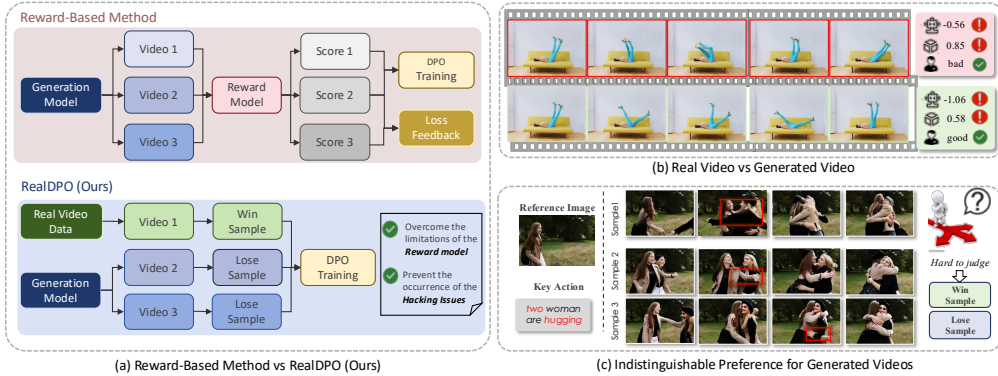 Reward-Based Method
Generation
Model
Video 1
Video 2
Video 3
Reward
Model
Score 1
Score 2
Score 3
DPO
Training
Loss
Feedback
RealDPO (Ours)
Real Video
Data
Generation
Model
Video 1
Video 2
Video 3
Win
Sample
Lose
Sample
Lose
Sample
DPO
Training
Overcome the
limitations of the
Reward model
Prevent the
occurrence of the
Hacking Issues
(a) Reward-Based Method vs RealDPO (Ours)
-0.56
0.85
bad
-1.06
0.58
good
(b) Real Video vs Generated Video
Reference Image
Key Action
two woman
are hugging
Sample1
Sample 2
Sample 3
?
Hard to judge
Win
Sample
Lose
Sample
(c) Indistinguishable Preference for Generated Videos